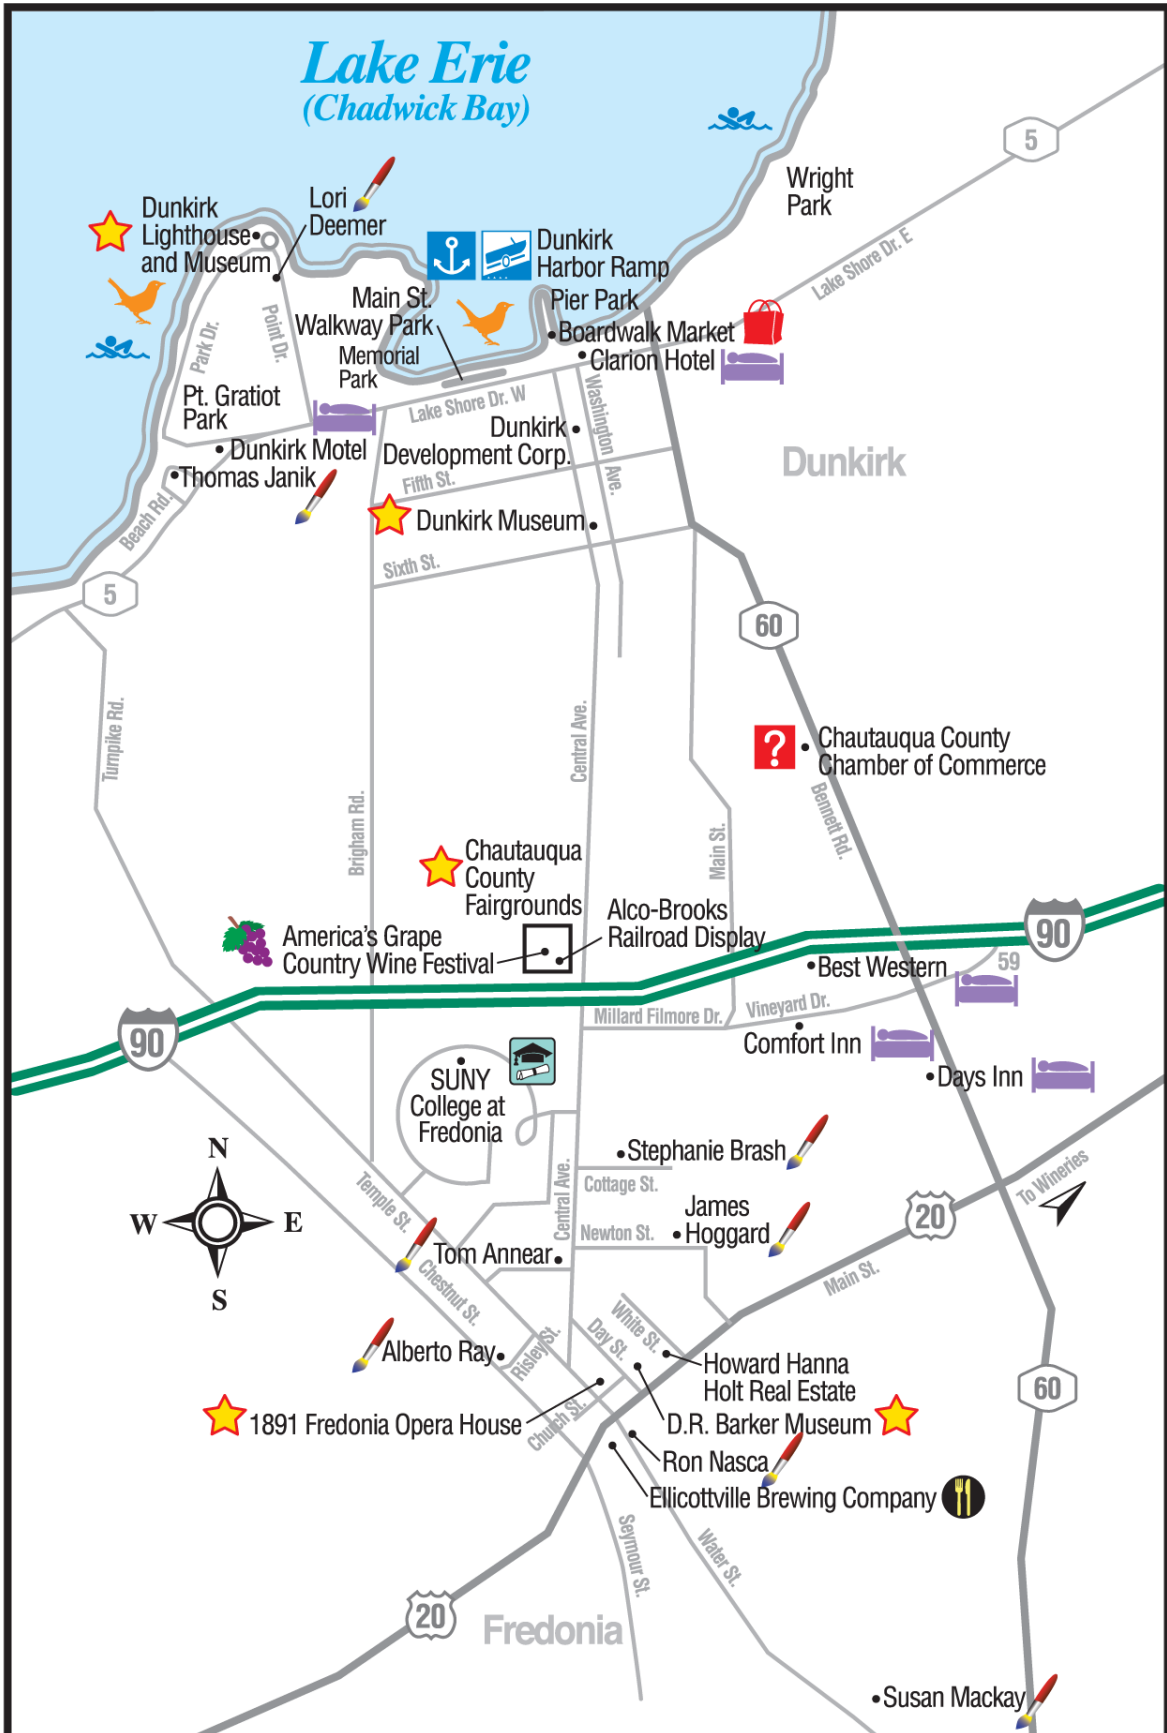 Lake Erie
(Chadwick Bay)
5
Wright
Park
Lori
Deemer
Dunkirk
Lighthouse
and Museum
Dunkirk
Harbor Ramp
Lake Shore Dr. E
Main St.
Walkway Park
Pier Park
Boardwalk Market
Memorial
Park
Clarion Hotel
Park Dr.
Point Dr.
Pt. Gratiot
Park
Lake Shore Dr. W
Washington Ave.
Dunkirk
Development Corp.
Dunkirk Motel
Thomas Janik
Dunkirk
Fifth St.
Beach Rd.
Dunkirk Museum
Sixth St.
5
60
Turnpike Rd.
Central Ave.
Chautauqua County
Chamber of Commerce
?
Brigham Rd.
Main St.
Bennett Rd.
Chautauqua
County
Fairgrounds
Alco-Brooks
Railroad Display
America's Grape
Country Wine Festival
90
Best Western
59
90
Millard Filmore Dr.
Vineyard Dr.
Comfort Inn
Days Inn
SUNY
College at
Fredonia
N
W
E
S
Stephanie Brash
Cottage St.
Central Ave.
Temple St.
To Wineries
James
Hoggard
20
Newton St.
Tom Annear
Chestnut St.
Main St.
White St.
Day St.
Risley St.
Alberto Ray
Howard Hanna
Holt Real Estate
60
1891 Fredonia Opera House
Church St.
D.R. Barker Museum
Ron Nasca
Ellicottville Brewing Company
Seymour St.
Water St.
20
Fredonia
Susan Mackay